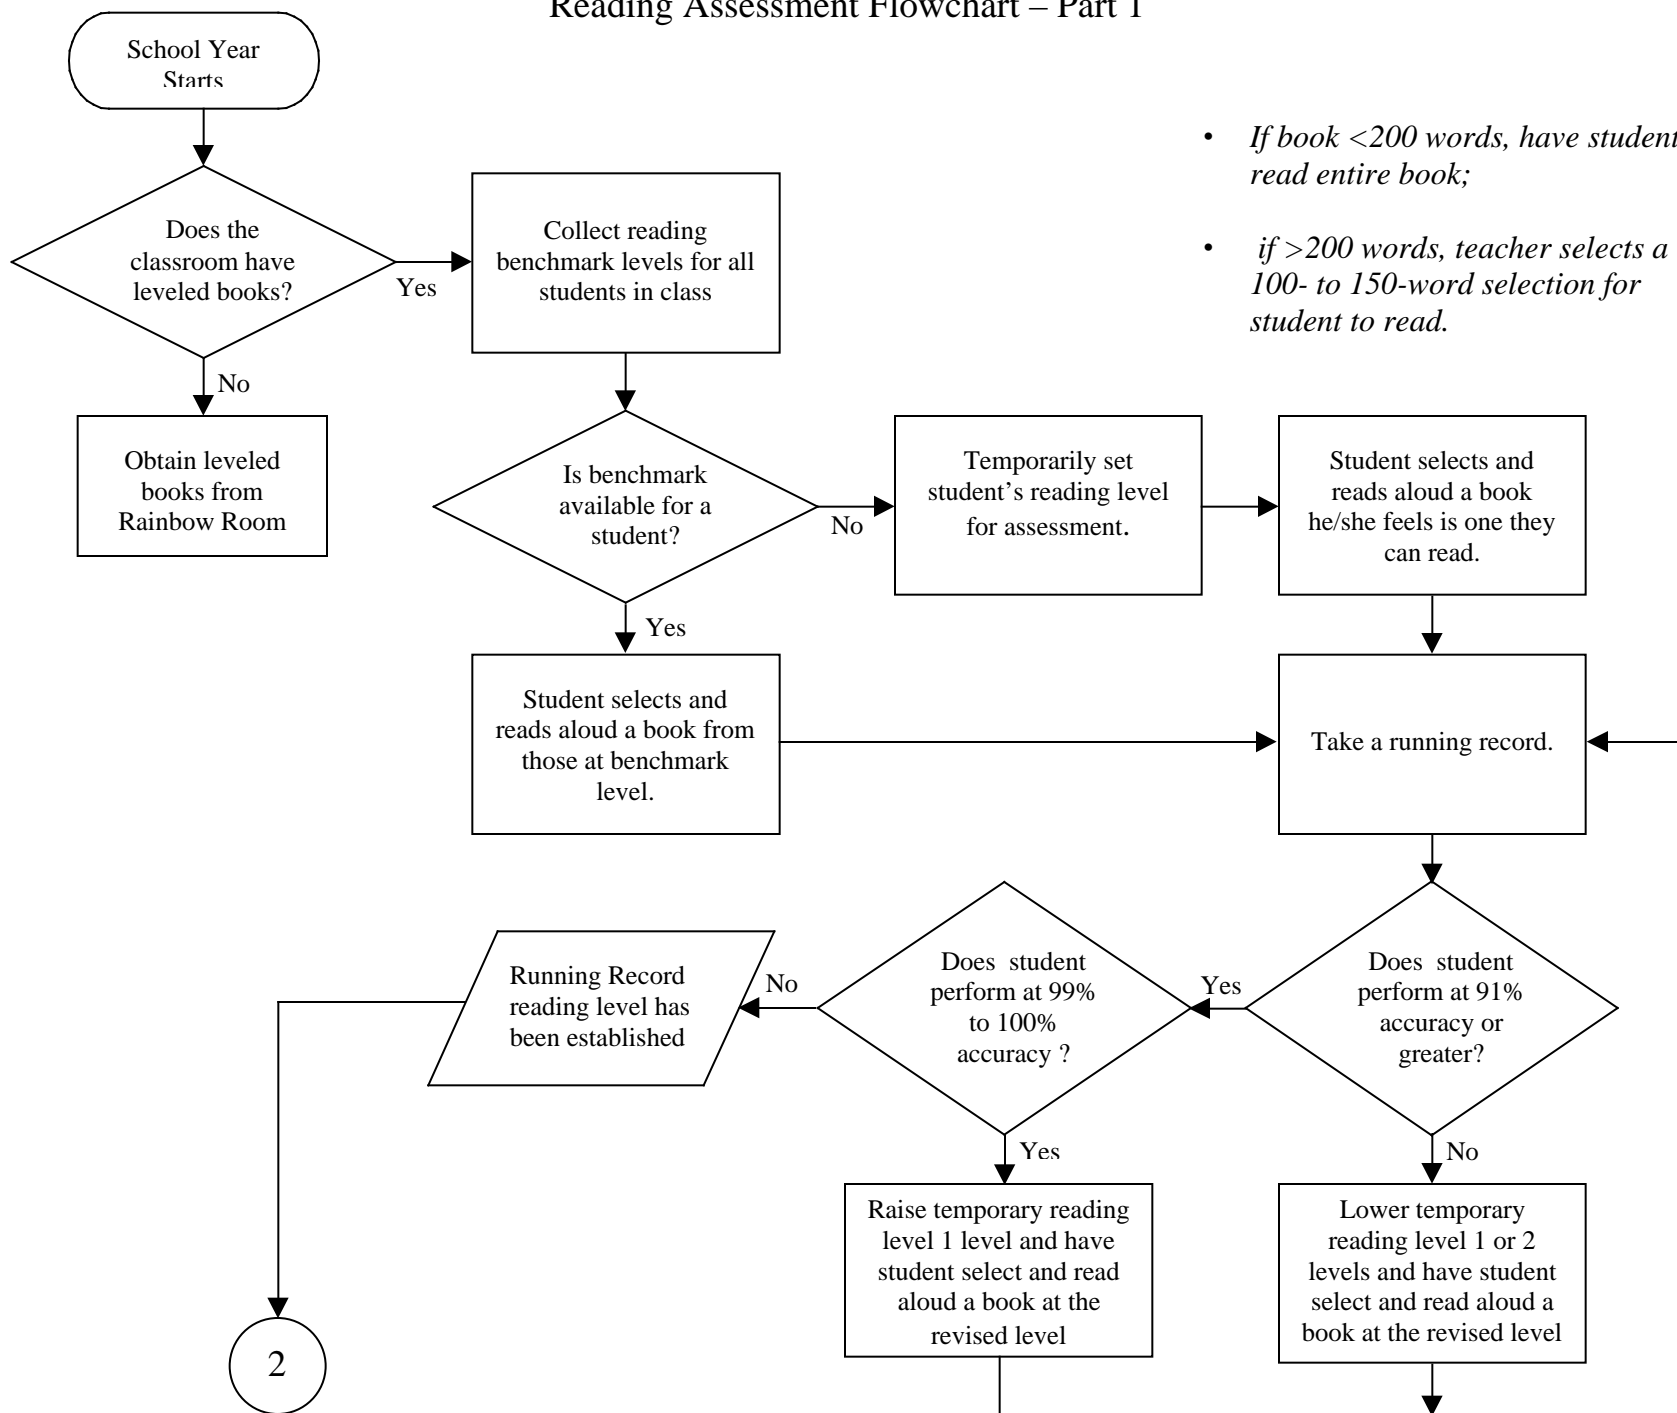 Reading Assessment Flowchart – Part 1
School Year
Starts
• If book <200 words, have student
read entire book;
• if >200 words, teacher selects a
100- to 150-word selection for
student to read.
Does the
classroom have
leveled books?
Yes
Collect reading
benchmark levels for all
students in class
No
Obtain leveled
books from
Rainbow Room
Is benchmark
available for a
student?
No
Temporarily set
student’s reading level
for assessment.
Student selects and
reads aloud a book
he/she feels is one they
can read.
Yes
Student selects and
reads aloud a book from
those at benchmark
level.
Take a running record.
Does student
perform at 91%
accuracy or
greater?
Yes
Does student
perform at 99%
to 100%
accuracy ?
No
Running Record
reading level has
been established
Yes
No
Raise temporary reading
level 1 level and have
student select and read
aloud a book at the
revised level
Lower temporary
reading level 1 or 2
levels and have student
select and read aloud a
book at the revised level
2